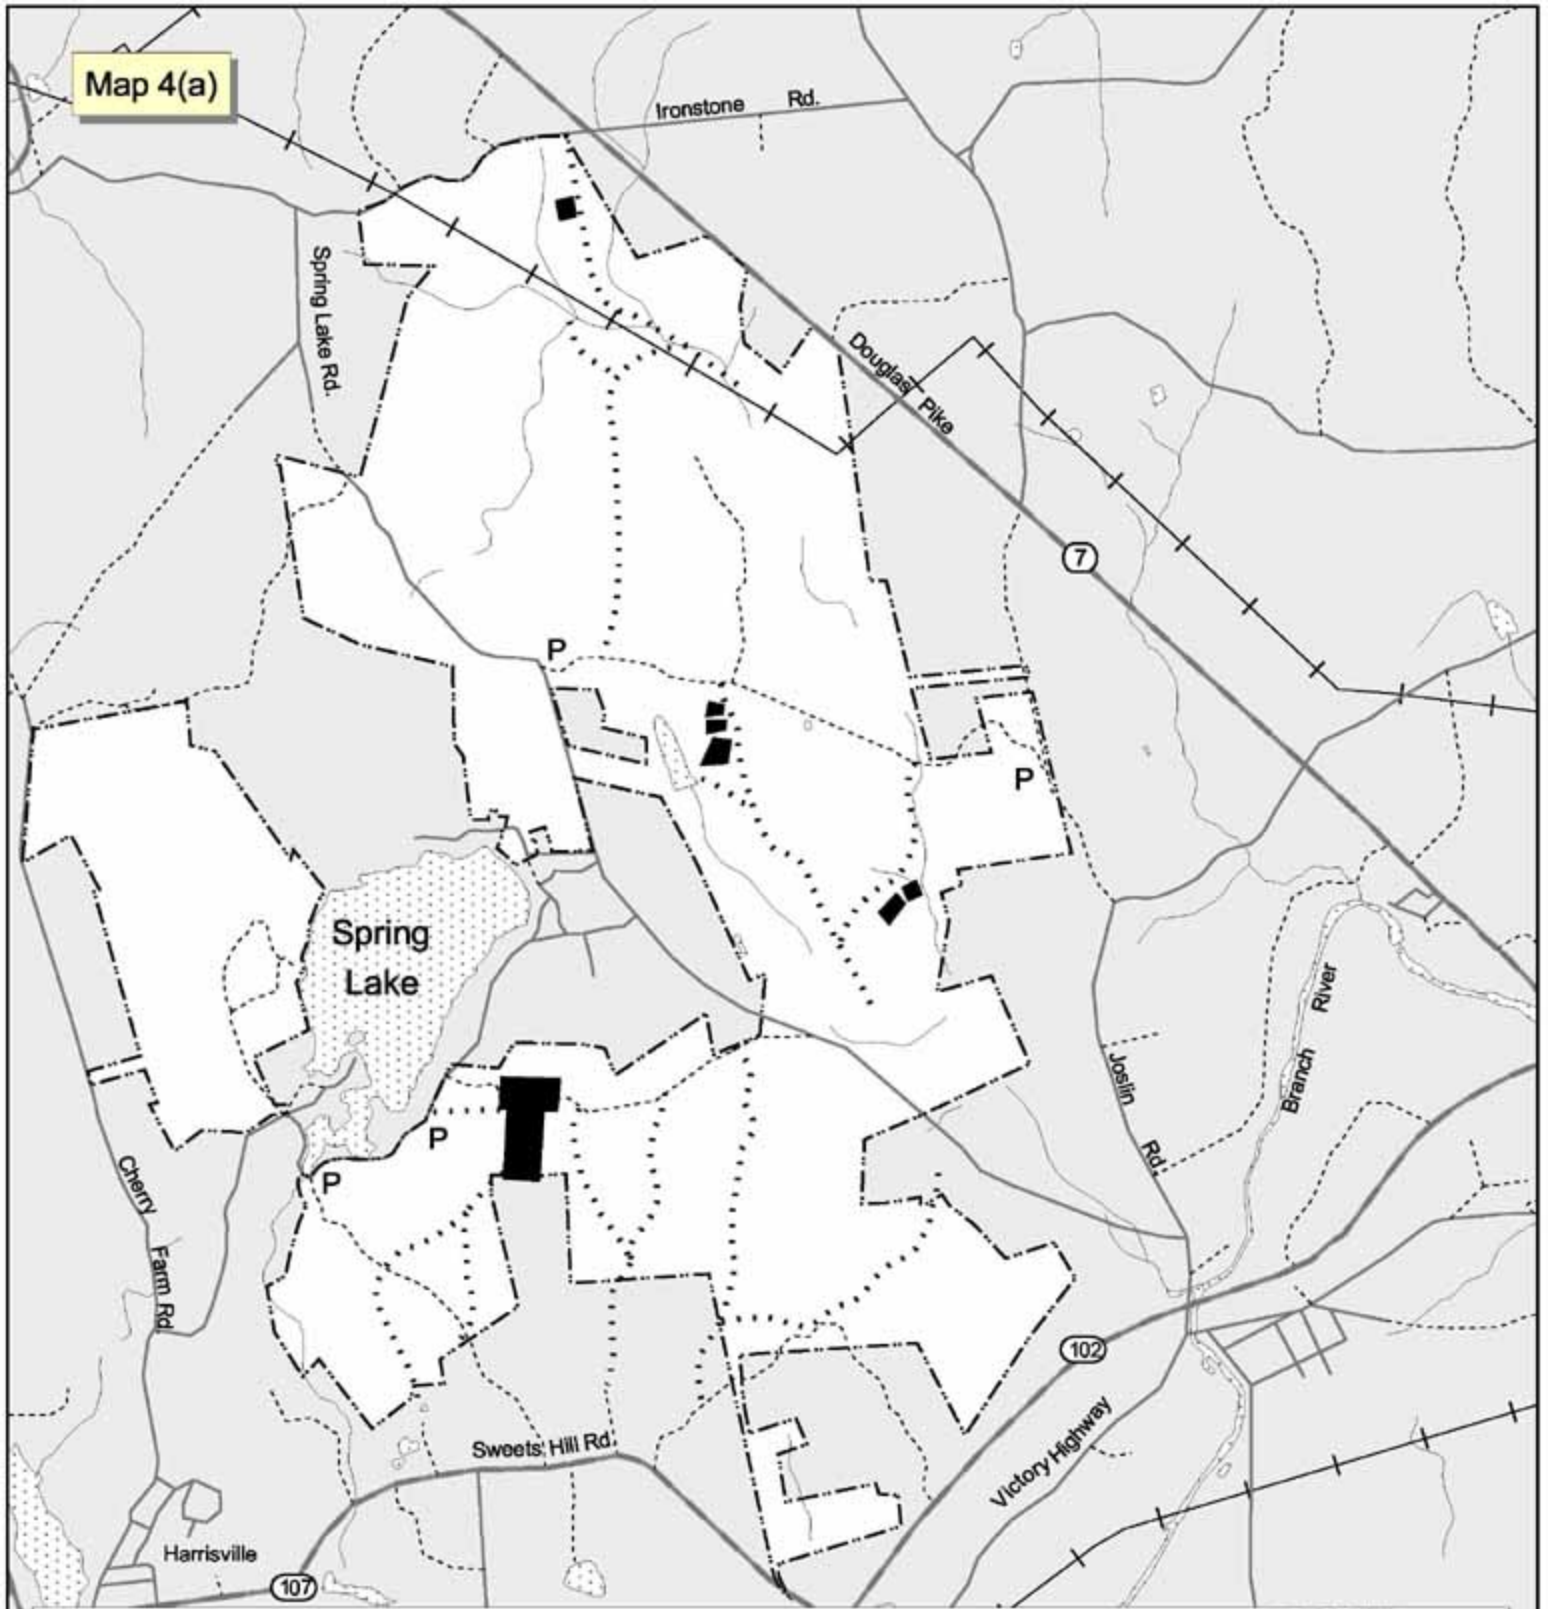 Map 4(a)
Ironstone Rd.
Spring Lake Rd.
Douglas Pike
7
P
P
Spring
Lake
River
Branch
Joslin
Rd.
P
P
Cherry
Farm Rd.
102
Victory Highway
Sweets Hill Rd.
Harrisville
107